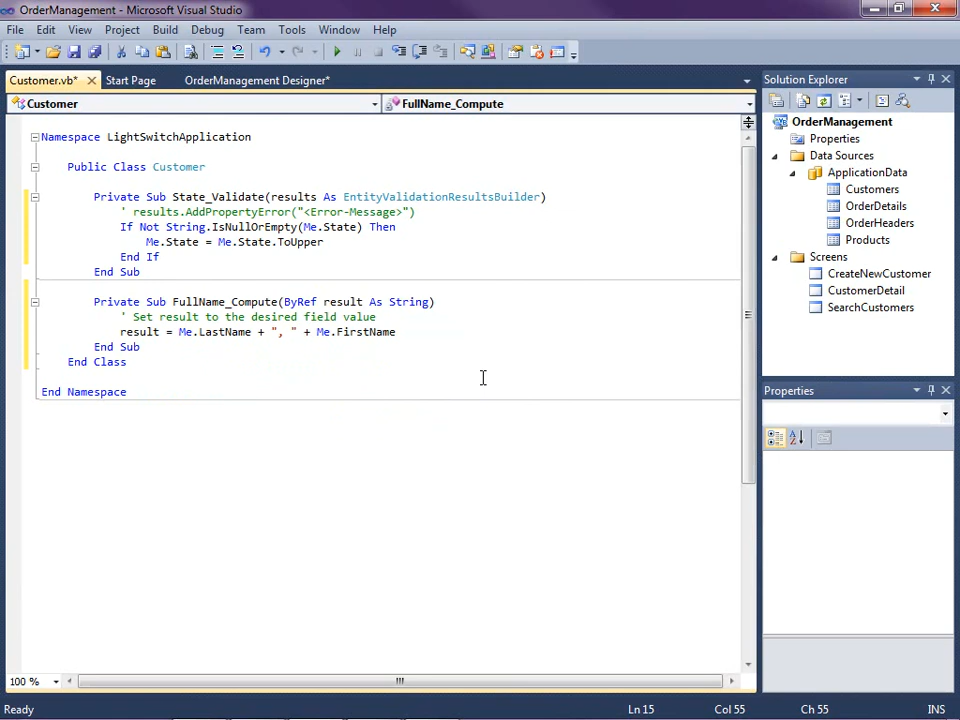 OrderManagement - Microsoft Visual Studio
File Edit View Project Build Debug Team Tools Window Help
Customer.vb* Start Page OrderManagement Designer*
Customer FullName_Compute
Namespace LightSwitchApplication
Public Class Customer
Private Sub State_Validate(results As EntityValidationResultsBuilder)
' results.AddPropertyError("<Error-Message>")
If Not String.IsNullOrEmpty(Me.State) Then
Me.State = Me.State.ToUpper
End If
End Sub
Private Sub FullName_Compute(ByRef result As String)
' Set result to the desired field value
result = Me.LastName + ", " + Me.FirstName
End Sub
End Class
End Namespace
100 %
Solution Explorer
OrderManagement
Properties
Data Sources
ApplicationData
Customers
OrderDetails
OrderHeaders
Products
Screens
CreateNewCustomer
CustomerDetail
SearchCustomers
Properties
Ready Ln 15 Col 55 Ch 55 INS